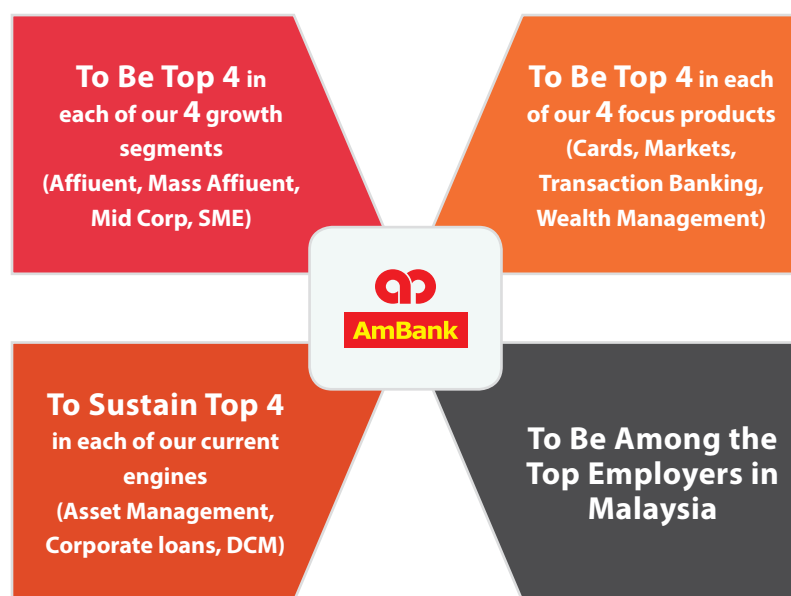 To Be Top 4 in
each of our 4 growth
segments
(Affiuent, Mass Affiuent,
Mid Corp, SME)
To Be Top 4 in each
of our 4 focus products
(Cards, Markets,
Transaction Banking,
Wealth Management)
AmBank
To Sustain Top 4
in each of our current
engines
(Asset Management,
Corporate loans, DCM)
To Be Among the
Top Employers in
Malaysia